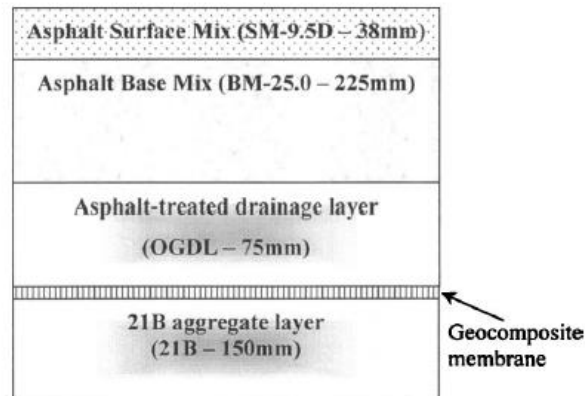 Asphalt Surface Mix (SM-9.5D – 38mm)
Asphalt Base Mix (BM-25.0 – 225mm)
Asphalt-treated drainage layer
(OGDL – 75mm)
21B aggregate layer
(21B – 150mm)
Geocomposite
membrane